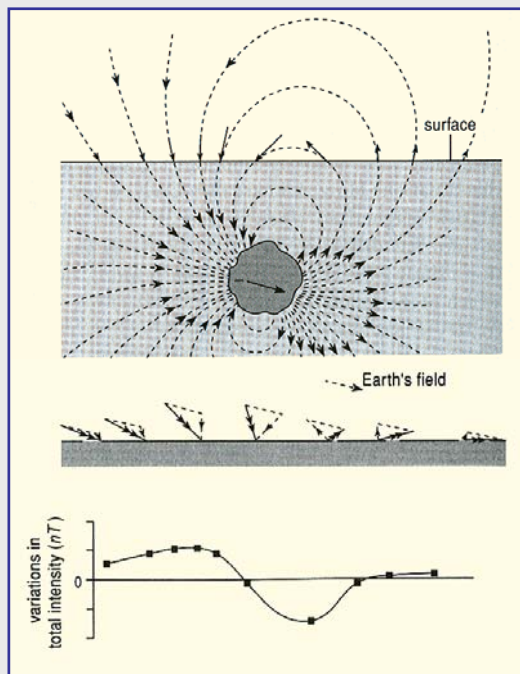 surface
Earth's field
variations in
total intensity (nT)
0